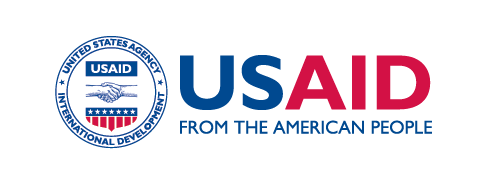 UNITED STATES AGENCY
INTERNATIONAL DEVELOPMENT
USAID
USAID
FROM THE AMERICAN PEOPLE